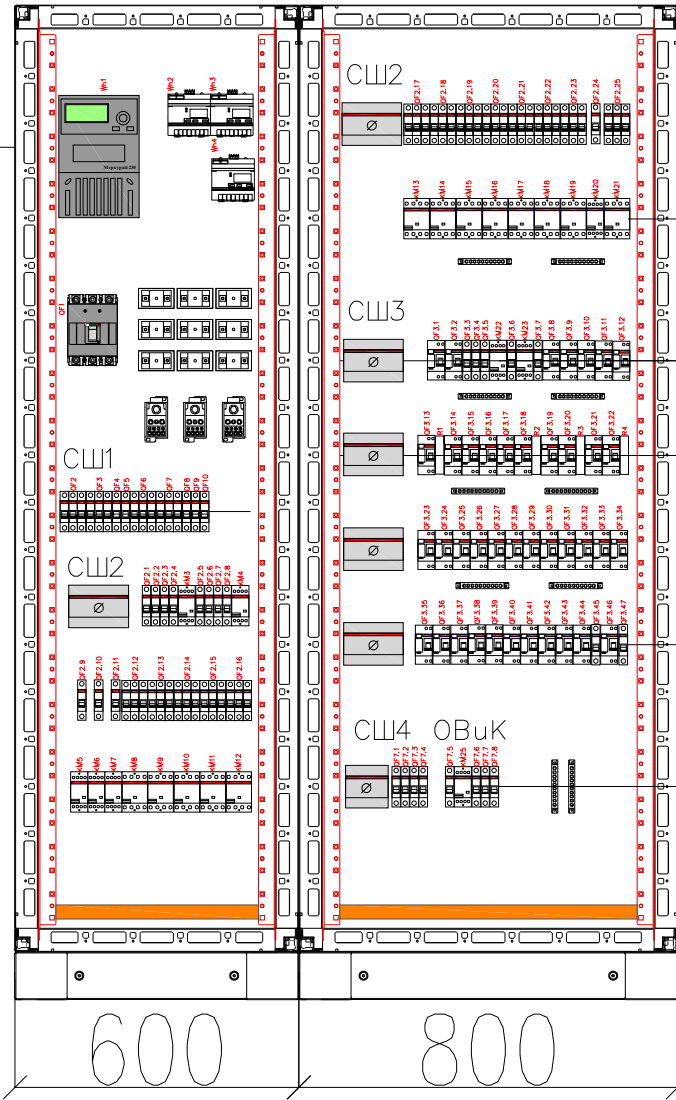 Wh1 Wh2 Wh3
Wh4
Меркурий 230
QF1
СШ1
QF2 QF3 QF4 QF5 QF6 QF7 QF8 QF9 QF10
СШ2
QF2.1 QF2.2 QF2.3 QF2.4 KM3 QF2.5 QF2.6 QF2.7 QF2.8 KM4
QF2.9 QF2.10 QF2.11 QF2.12 QF2.13 QF2.14 QF2.15 QF2.16
KM5 KM6 KM7 KM8 KM9 KM10 KM11 KM12
СШ2
QF2.17 QF2.18 QF2.19 QF2.20 QF2.21 QF2.22 QF2.23 QF2.24 QF2.25
KM13 KM14 KM15 KM16 KM17 KM18 KM19 KM20 KM21
СШ3
QF3.1 QF3.2 QF3.3 QF3.4 QF3.5 KM22 QF3.6 KM23 QF3.7 QF3.8 QF3.9 QF3.10 QF3.11 QF3.12
QF3.13 R1 QF3.14 QF3.15 QF3.16 QF3.17 QF3.18 R2 QF3.19 QF3.20 R3 QF3.21 QF3.22 R4
QF3.23 QF3.24 QF3.25 QF3.26 QF3.27 QF3.28 QF3.29 QF3.30 QF3.31 QF3.32 QF3.33 QF3.34
QF3.35 QF3.36 QF3.37 QF3.38 QF3.39 QF3.40 QF3.41 QF3.42 QF3.43 QF3.44 QF3.45 QF3.46 QF3.47
СШ4 ОВиК
QF7.1 QF7.2 QF7.3 QF7.4 QF7.5 KM25 QF7.6 QF7.7 QF7.8
600 800